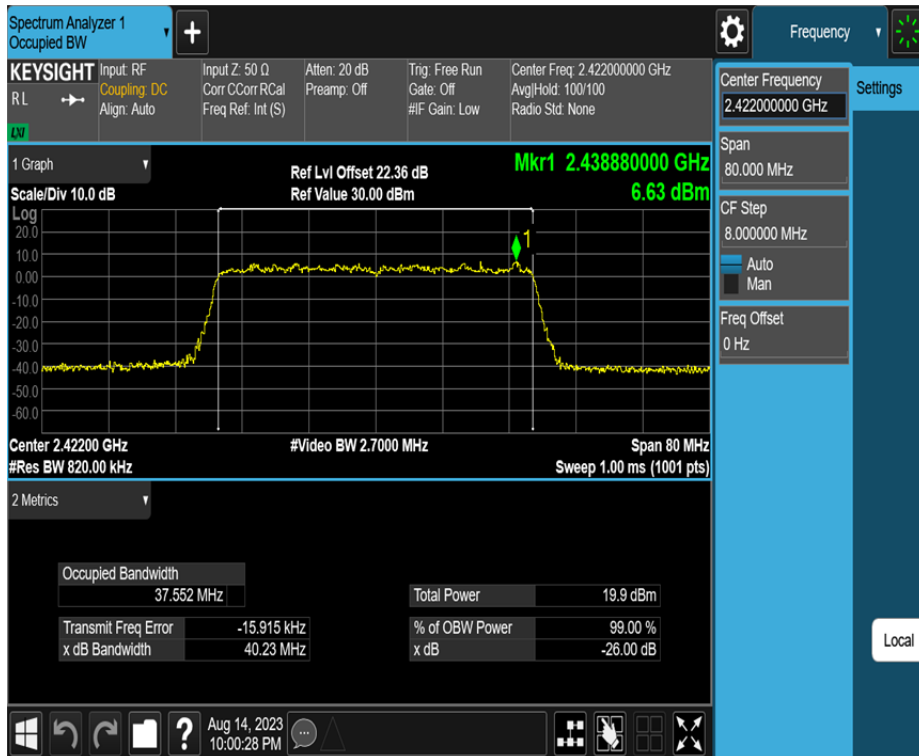 Spectrum Analyzer 1
Occupied BW
Frequency
KEYSIGHT
R L
LXI
Input: RF
Coupling: DC
Align: Auto
Input Z: 50 Ω
Corr CCorr RCal
Freq Ref: Int (S)
Atten: 20 dB
Preamp: Off
Trig: Free Run
Gate: Off
#IF Gain: Low
Center Freq: 2.422000000 GHz
Avg|Hold: 100/100
Radio Std: None
Center Frequency
2.422000000 GHz
Settings
Span
80.000 MHz
CF Step
8.000000 MHz
Auto
Man
Freq Offset
0 Hz
Local
1 Graph
Scale/Div 10.0 dB
Ref Lvl Offset 22.36 dB
Ref Value 30.00 dBm
Mkr1 2.438880000 GHz
6.63 dBm
Log
20.0
10.0
0.00
-10.0
-20.0
-30.0
-40.0
-50.0
-60.0
1
Center 2.42200 GHz
#Video BW 2.7000 MHz
Span 80 MHz
#Res BW 820.00 kHz
Sweep 1.00 ms (1001 pts)
2 Metrics
Occupied Bandwidth
37.552 MHz
Total Power 19.9 dBm
Transmit Freq Error -15.915 kHz
% of OBW Power 99.00 %
x dB Bandwidth 40.23 MHz
x dB -26.00 dB
?
Aug 14, 2023
10:00:28 PM